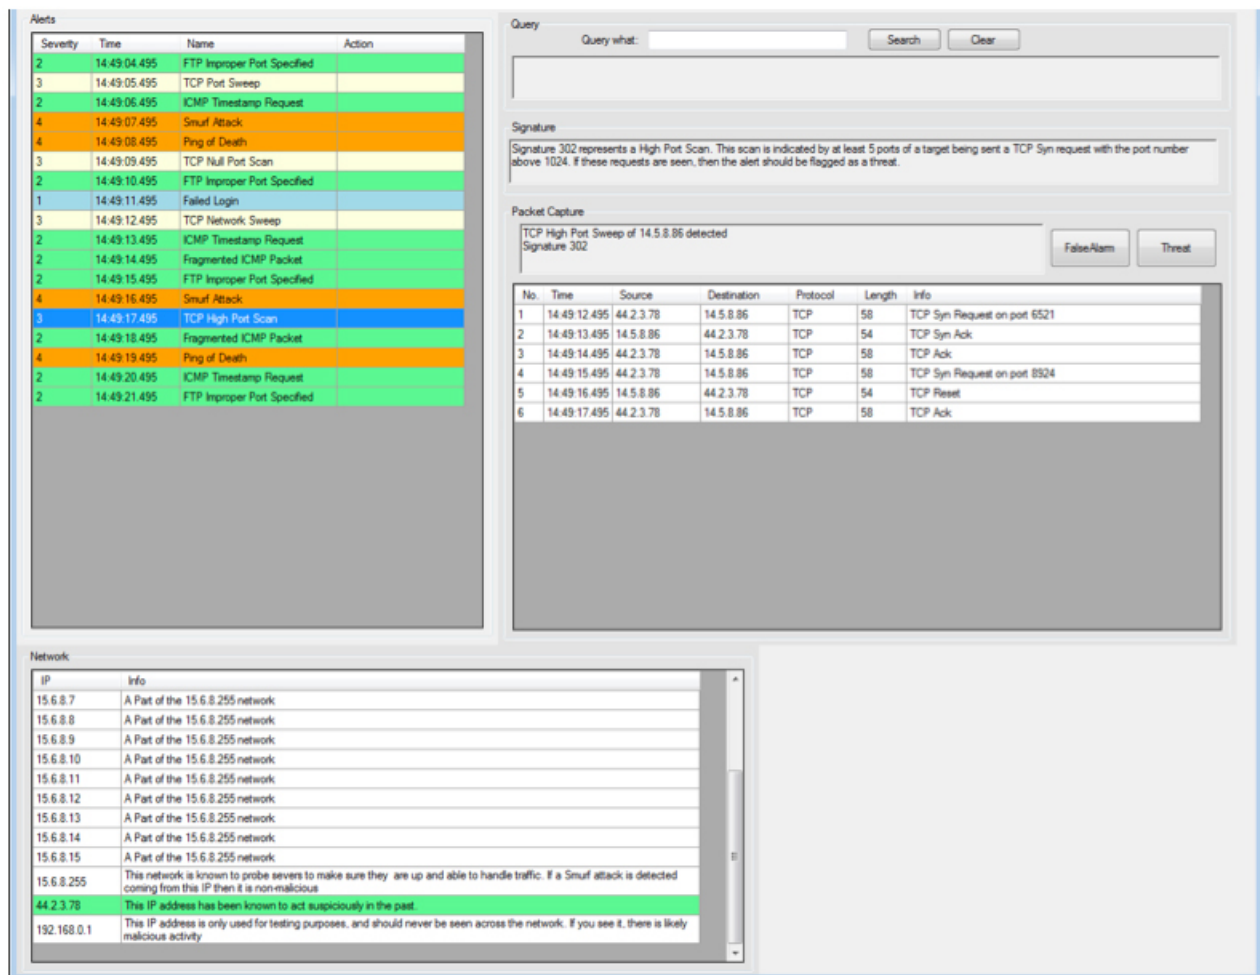 Alerts
Severity Time Name Action
2 14:49:04.495 FTP Improper Port Specified
3 14:49:05.495 TCP Port Sweep
2 14:49:06.495 ICMP Timestamp Request
4 14:49:07.495 Smurf Attack
4 14:49:08.495 Ping of Death
3 14:49:09.495 TCP Null Port Scan
2 14:49:10.495 FTP Improper Port Specified
1 14:49:11.495 Failed Login
3 14:49:12.495 TCP Network Sweep
2 14:49:13.495 ICMP Timestamp Request
2 14:49:14.495 Fragmented ICMP Packet
2 14:49:15.495 FTP Improper Port Specified
4 14:49:16.495 Smurf Attack
3 14:49:17.495 TCP High Port Scan
2 14:49:18.495 Fragmented ICMP Packet
4 14:49:19.495 Ping of Death
2 14:49:20.495 ICMP Timestamp Request
2 14:49:21.495 FTP Improper Port Specified
Query
Query what: Search Clear
Signature
Signature 302 represents a High Port Scan. This scan is indicated by at least 5 ports of a target being sent a TCP Syn request with the port number
above 1024. If these requests are seen, then the alert should be flagged as a threat.
Packet Capture
TCP High Port Sweep of 14.5.8.86 detected
Signature 302
FalseAlarm Threat
No. Time Source Destination Protocol Length Info
1 14:49:12.495 44.2.3.78 14.5.8.86 TCP 58 TCP Syn Request on port 6521
2 14:49:13.495 14.5.8.86 44.2.3.78 TCP 54 TCP Syn Ack
3 14:49:14.495 44.2.3.78 14.5.8.86 TCP 58 TCP Ack
4 14:49:15.495 44.2.3.78 14.5.8.86 TCP 58 TCP Syn Request on port 8924
5 14:49:16.495 14.5.8.86 44.2.3.78 TCP 54 TCP Reset
6 14:49:17.495 44.2.3.78 14.5.8.86 TCP 58 TCP Ack
Network
IP Info
15.6.8.7 A Part of the 15.6.8.255 network
15.6.8.8 A Part of the 15.6.8.255 network
15.6.8.9 A Part of the 15.6.8.255 network
15.6.8.10 A Part of the 15.6.8.255 network
15.6.8.11 A Part of the 15.6.8.255 network
15.6.8.12 A Part of the 15.6.8.255 network
15.6.8.13 A Part of the 15.6.8.255 network
15.6.8.14 A Part of the 15.6.8.255 network
15.6.8.15 A Part of the 15.6.8.255 network
15.6.8.255 This network is known to probe severs to make sure they are up and able to handle traffic. If a Smurf attack is detected
coming from this IP then it is non-malicious
44.2.3.78 This IP address has been known to act suspiciously in the past.
192.168.0.1 This IP address is only used for testing purposes, and should never be seen across the network. If you see it, there is likely
malicious activity